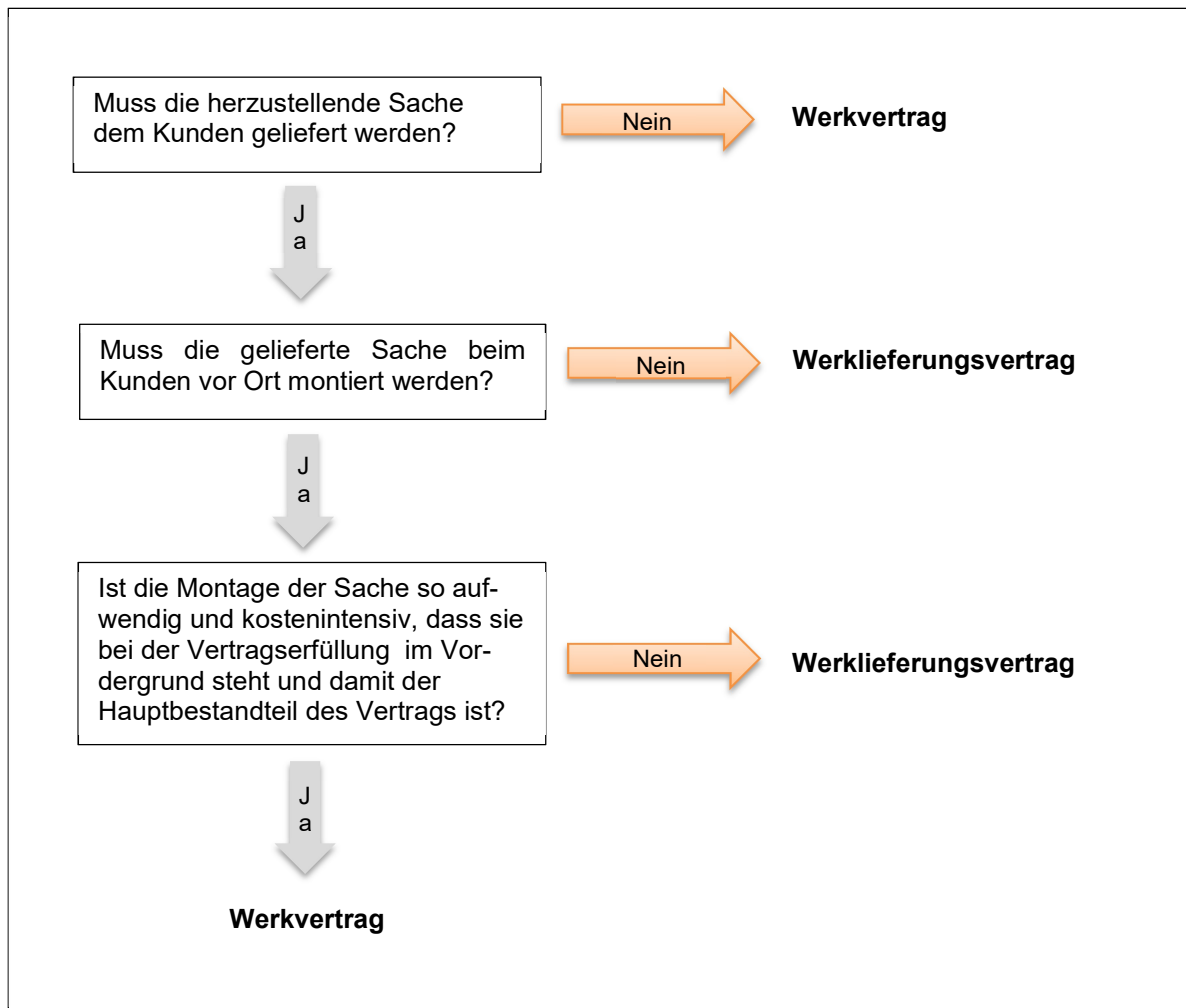 Muss die herzustellende Sache
dem Kunden geliefert werden?
Nein
Werkvertrag
J
a
Muss die gelieferte Sache beim
Kunden vor Ort montiert werden?
Nein
Werklieferungsvertrag
J
a
Ist die Montage der Sache so auf-
wendig und kostenintensiv, dass sie
bei der Vertragserfüllung im Vor-
dergrund steht und damit der
Hauptbestandteil des Vertrags ist?
Nein
Werklieferungsvertrag
J
a
Werkvertrag